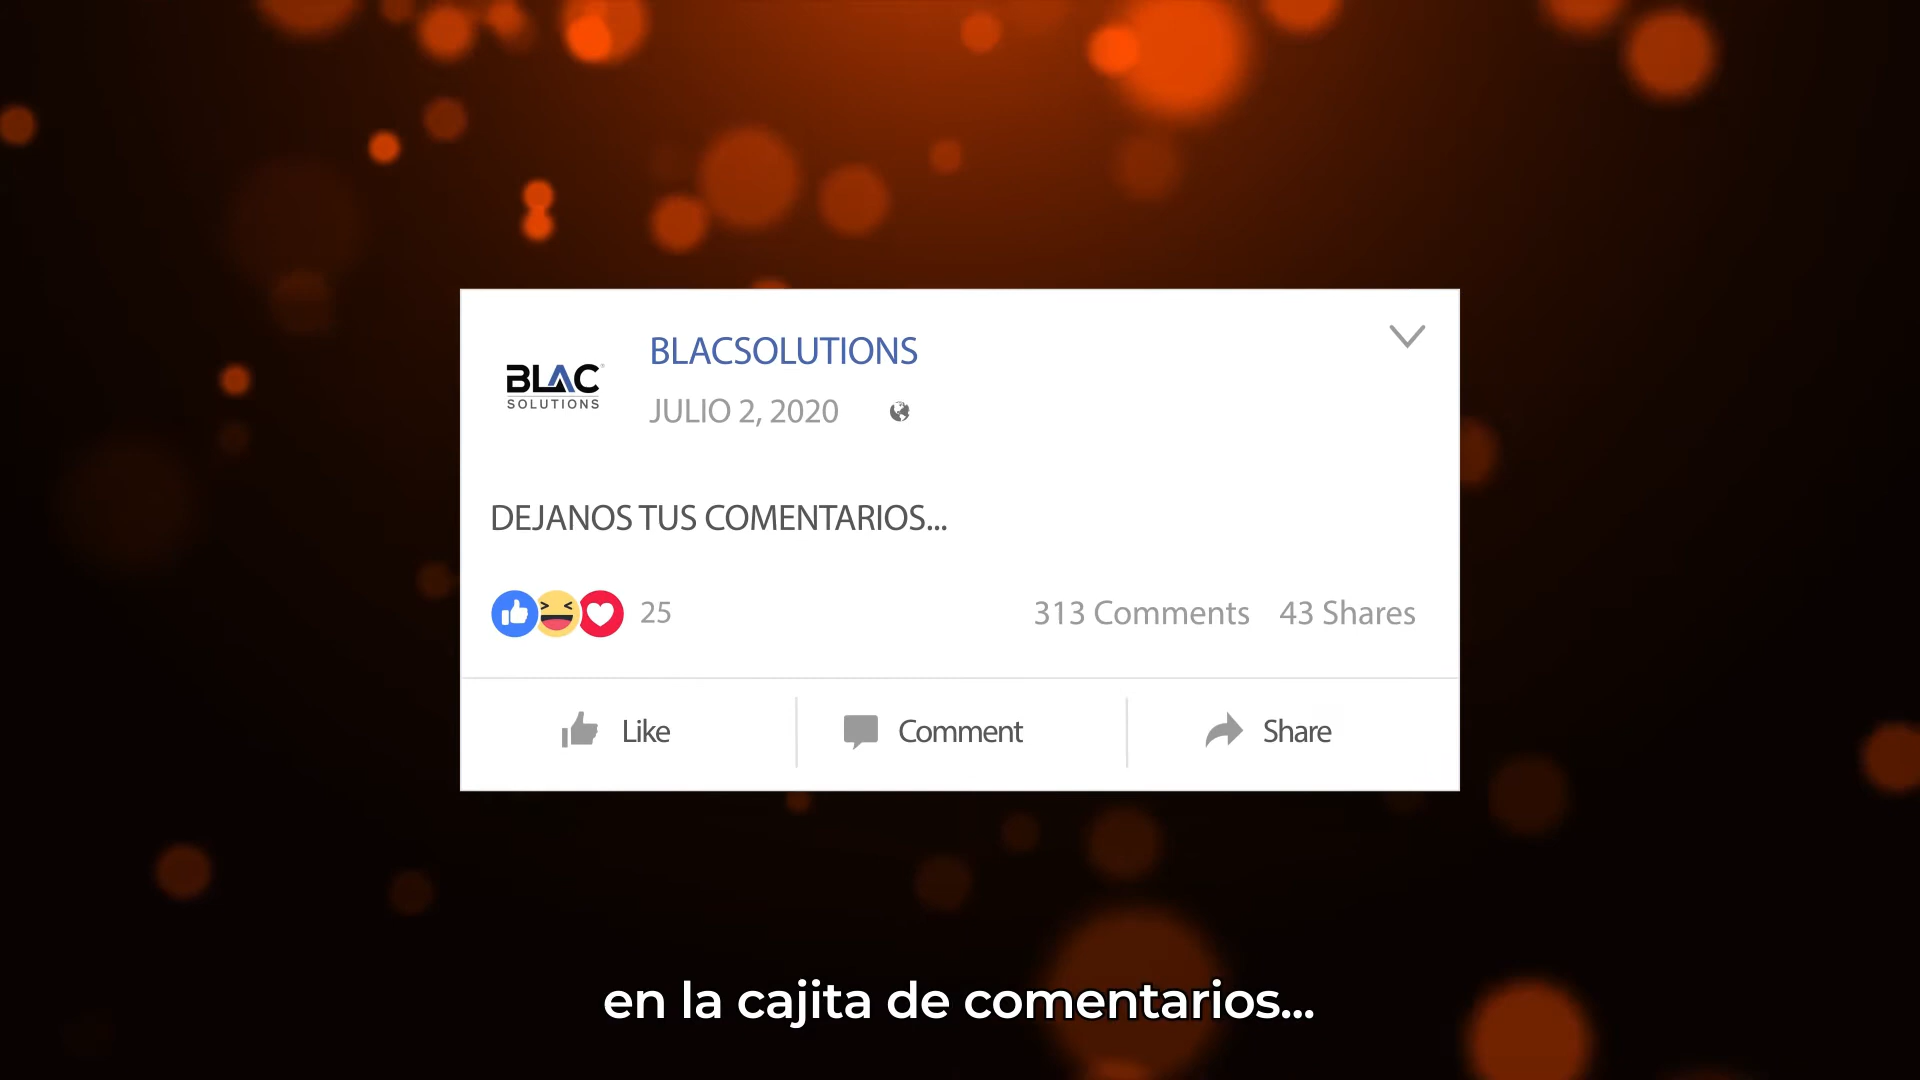 BLAC
SOLUTIONS
BLACSOLUTIONS
JULIO 2, 2020
DEJANOS TUS COMENTARIOS...
25
313 Comments 43 Shares
Like Comment Share
en la cajita de comentarios...